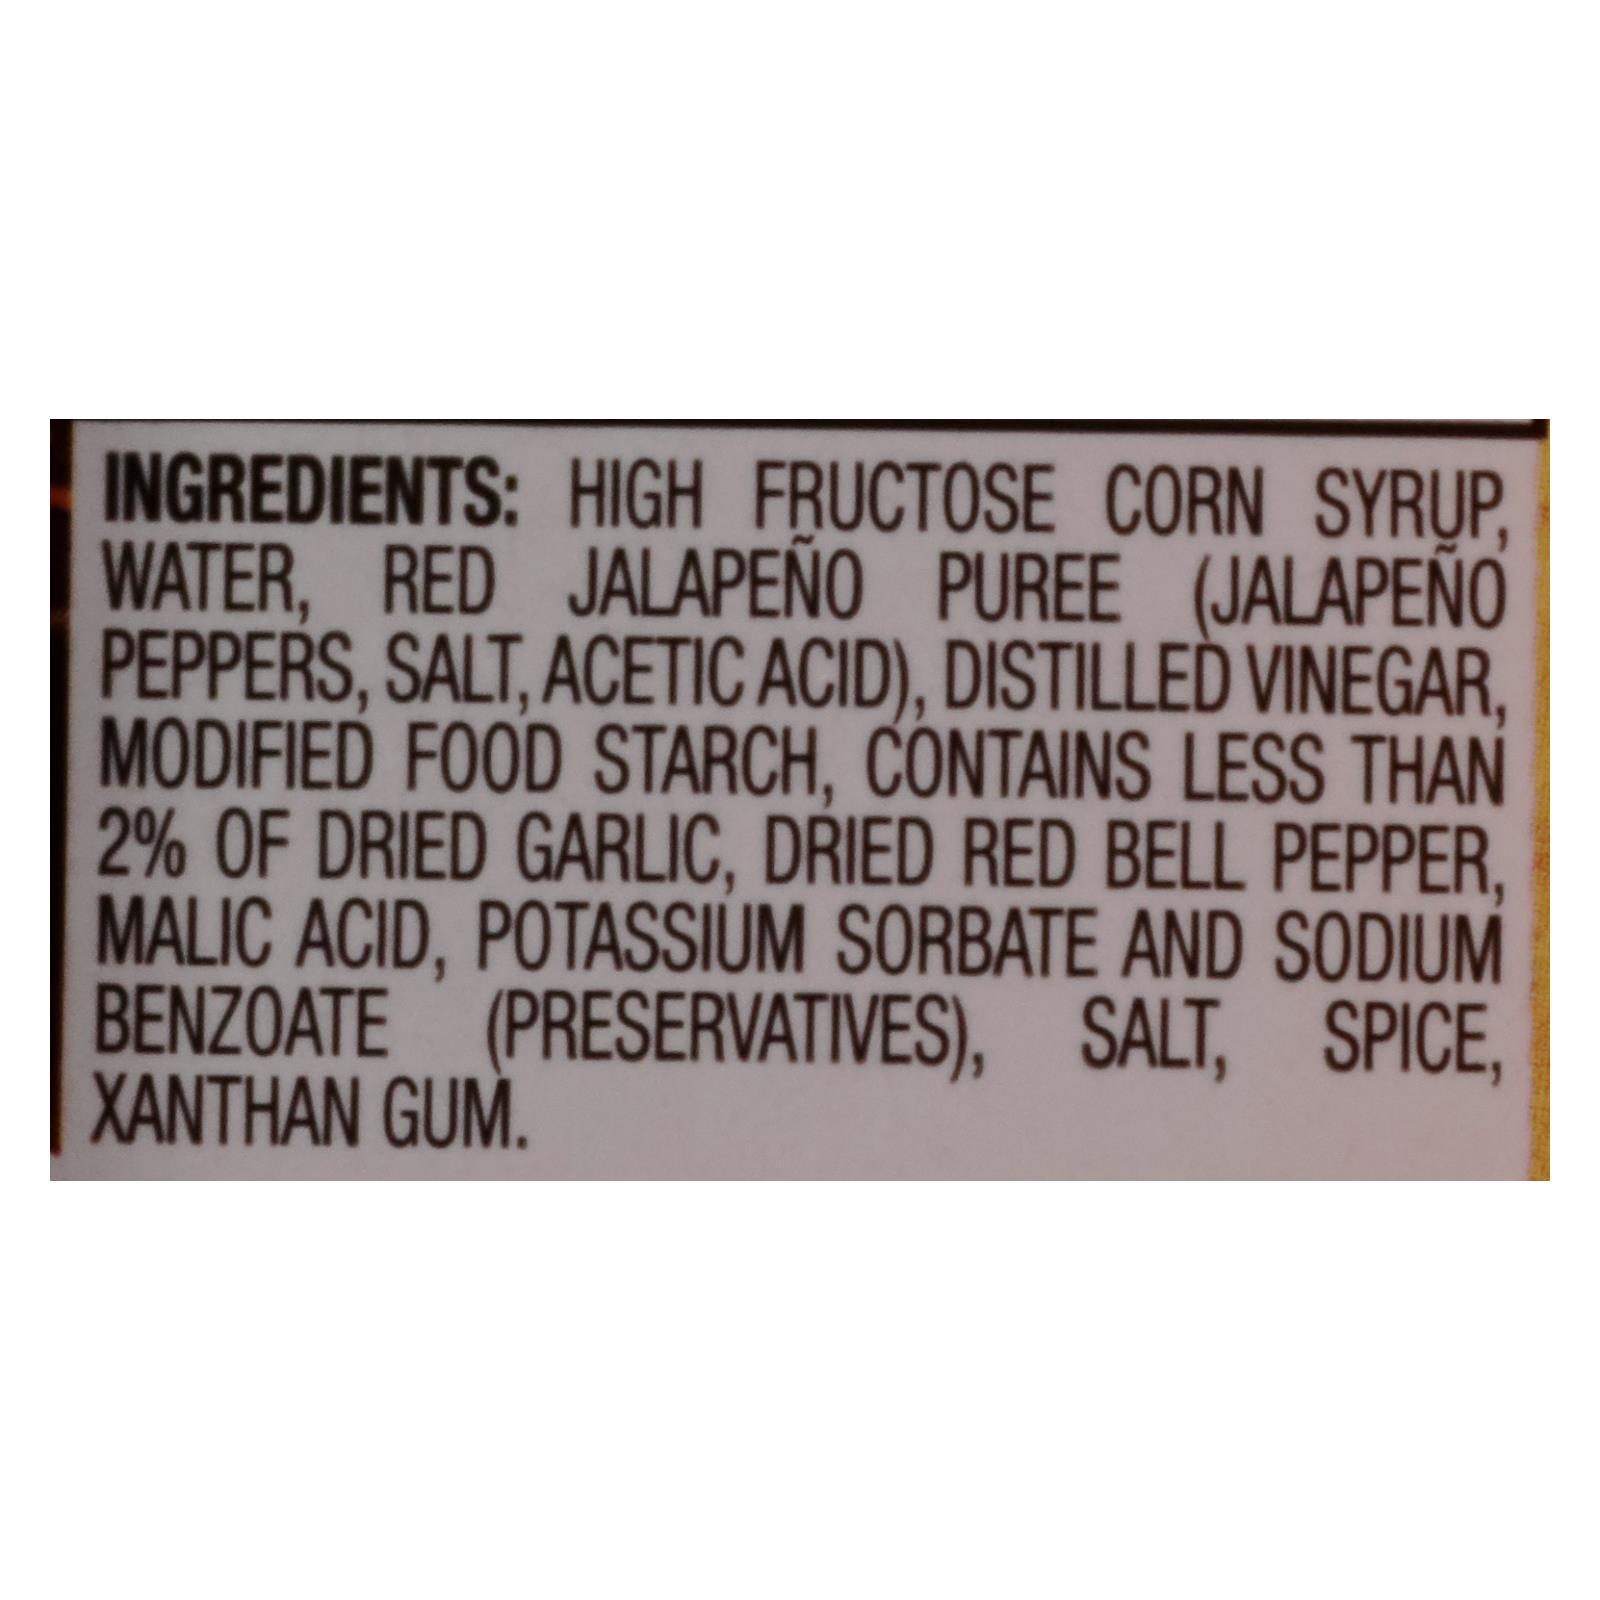 INGREDIENTS: HIGH FRUCTOSE CORN SYRUP,
WATER, RED JALAPEÑO PUREE (JALAPEÑO
PEPPERS, SALT, ACETIC ACID), DISTILLED VINEGAR,
MODIFIED FOOD STARCH, CONTAINS LESS THAN
2% OF DRIED GARLIC, DRIED RED BELL PEPPER,
MALIC ACID, POTASSIUM SORBATE AND SODIUM
BENZOATE (PRESERVATIVES), SALT, SPICE,
XANTHAN GUM.